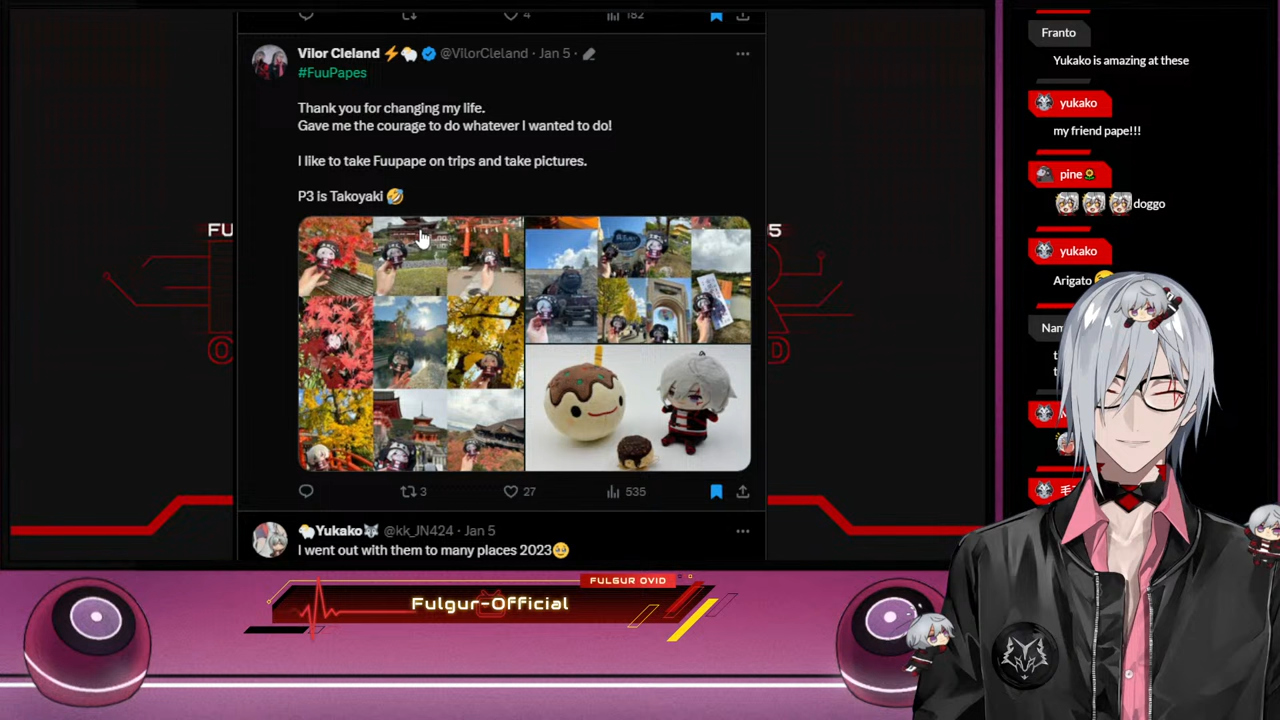 4
182
Vilor Cleland @VilorCleland · Jan 5 ·
#FuuPapes
Thank you for changing my life.
Gave me the courage to do whatever I wanted to do!
I like to take Fuupape on trips and take pictures.
P3 is Takoyaki 🤣
3
27
535
Yukako @kk_JN424 · Jan 5
I went out with them to many places 2023🥹
FULGUR OVID
Fulgur-Official
Franto
Yukako is amazing at these
yukako
my friend pape!!!
pine
doggo
yukako
Arigato